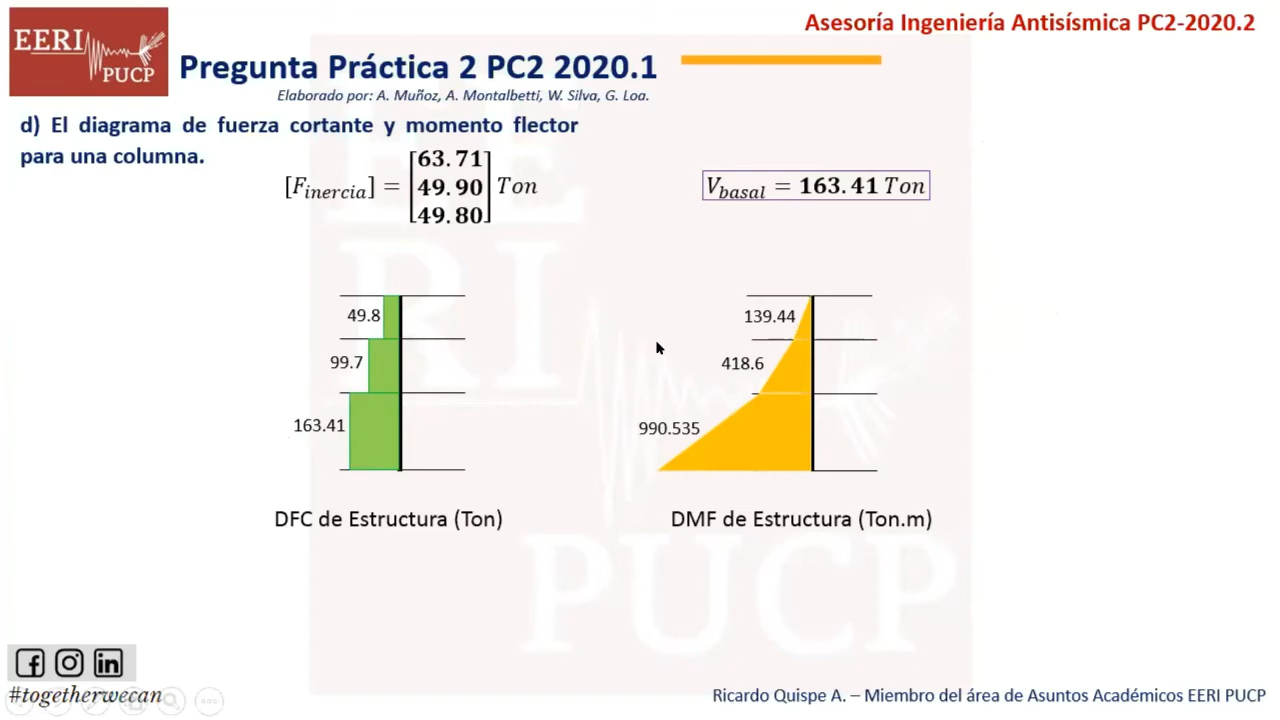 EERI
PUCP
Asesoría Ingeniería Antisísmica PC2-2020.2
Pregunta Práctica 2 PC2 2020.1
Elaborado por: A. Muñoz, A. Montalbetti, W. Silva, G. Loa.
d) El diagrama de fuerza cortante y momento flector
para una columna.
[F_inercia] = [63.71 49.90 49.80] Ton
V_basal = 163.41 Ton
49.8
99.7
163.41
139.44
418.6
990.535
DFC de Estructura (Ton)
DMF de Estructura (Ton.m)
EE
RI
PUCP
#togetherwecan
Ricardo Quispe A. – Miembro del área de Asuntos Académicos EERI PUCP